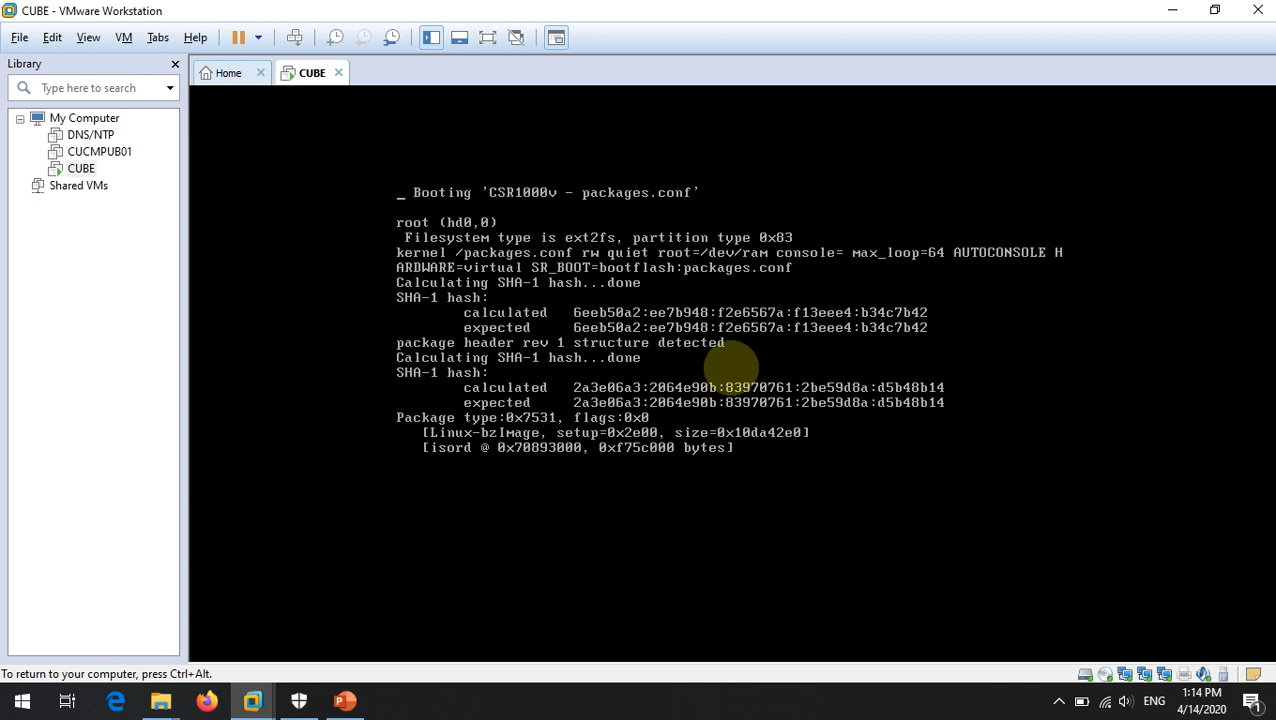 CUBE - VMware Workstation
File Edit View VM Tabs Help
Library
Type here to search
My Computer
DNS/NTP
CUCMPUB01
CUBE
Shared VMs
Home
CUBE
_ Booting 'CSR1000v - packages.conf'
root (hd0,0)
Filesystem type is ext2fs, partition type 0x83
kernel /packages.conf rw quiet root=/dev/ram console= max_loop=64 AUTOCONSOLE H
ARDWARE=virtual SR_BOOT=bootflash:packages.conf
Calculating SHA-1 hash...done
SHA-1 hash:
calculated 6eeb50a2:ee7b948:f2e6567a:f13eee4:b34c7b42
expected 6eeb50a2:ee7b948:f2e6567a:f13eee4:b34c7b42
package header rev 1 structure detected
Calculating SHA-1 hash...done
SHA-1 hash:
calculated 2a3e06a3:2064e90b:83970761:2be59d8a:d5b48b14
expected 2a3e06a3:2064e90b:83970761:2be59d8a:d5b48b14
Package type:0x7531, flags:0x0
[Linux-bzImage, setup=0x2e00, size=0x10da42e0]
[isord @ 0x70893000, 0xf75c000 bytes]
To return to your computer, press Ctrl+Alt.
ENG
1:14 PM
4/14/2020
1